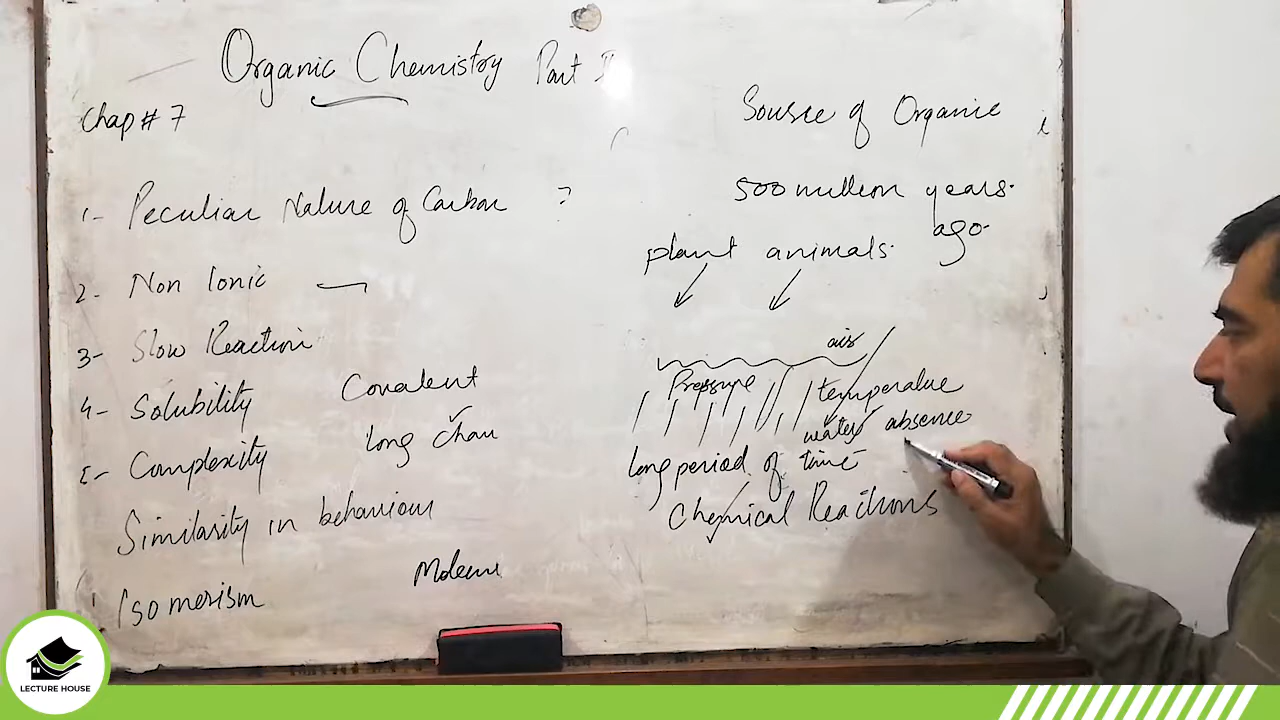 Organic Chemistry Part I
Chap # 7
1- Peculiar Nature of Carbon ?
2- Non Ionic
3- Slow Reaction
4- Solubility
Covalent
5- Complexity
long chain
Similarity in behaviour
Isomerism
Source of Organic
500 million years
ago
plant animals
air
Pressure temperature
water absence
long period of time
Chemical Reactions
LECTURE HOUSE